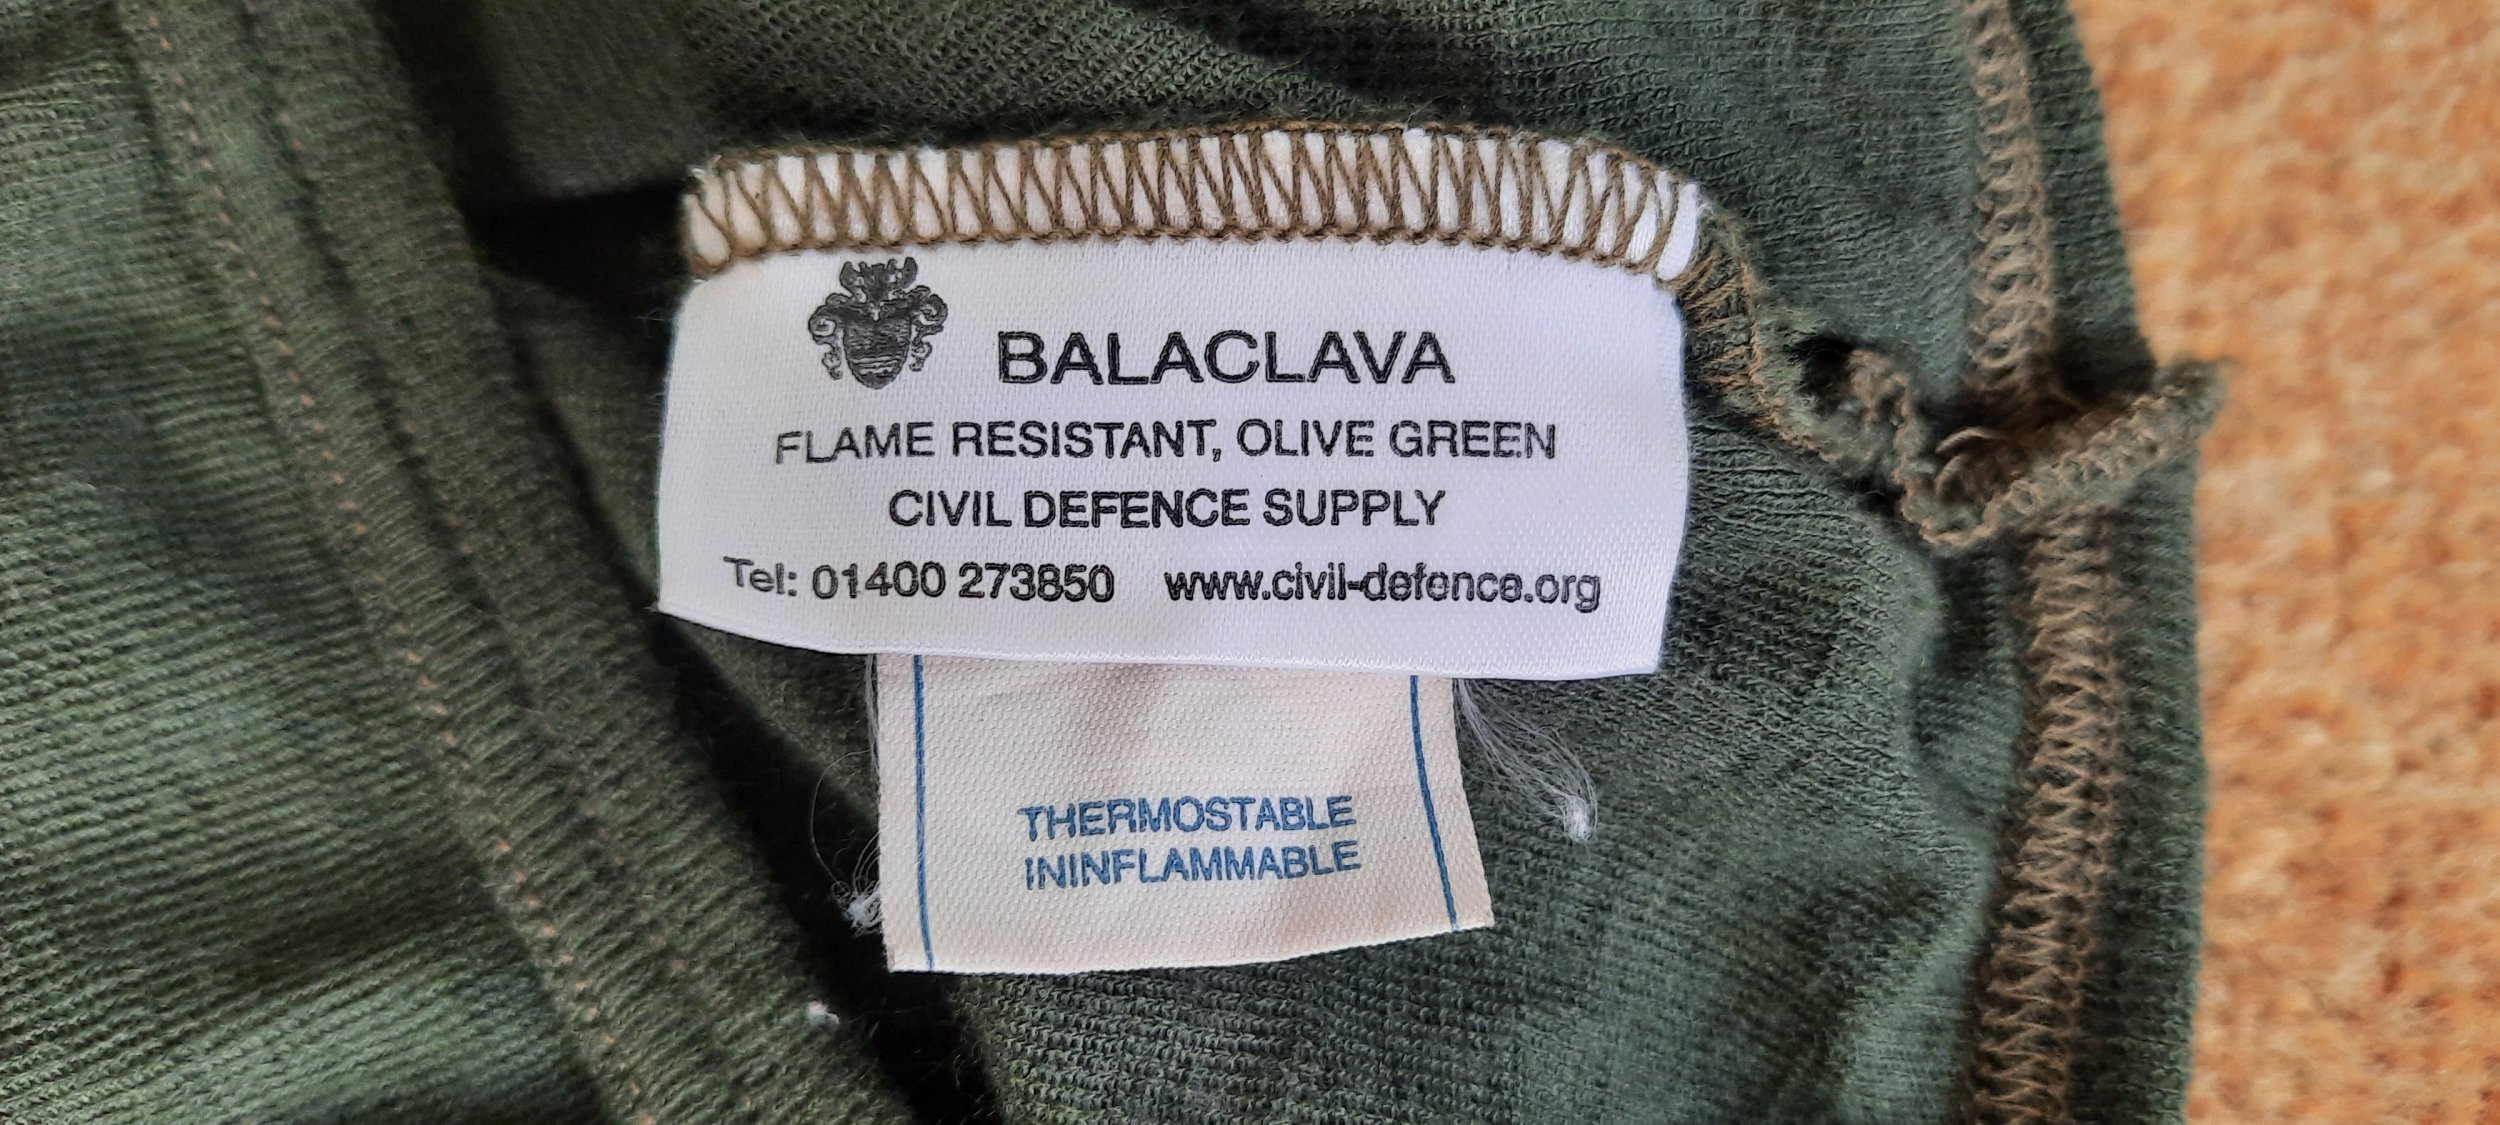 BALACLAVA
FLAME RESISTANT, OLIVE GREEN
CIVIL DEFENCE SUPPLY
Tel: 01400 273850 www.civil-defence.org
THERMOSTABLE
ININFLAMMABLE